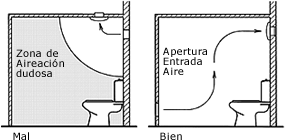 Zona de
Aireación
dudosa
Apertura
Entrada
Aire
Mal
Bien